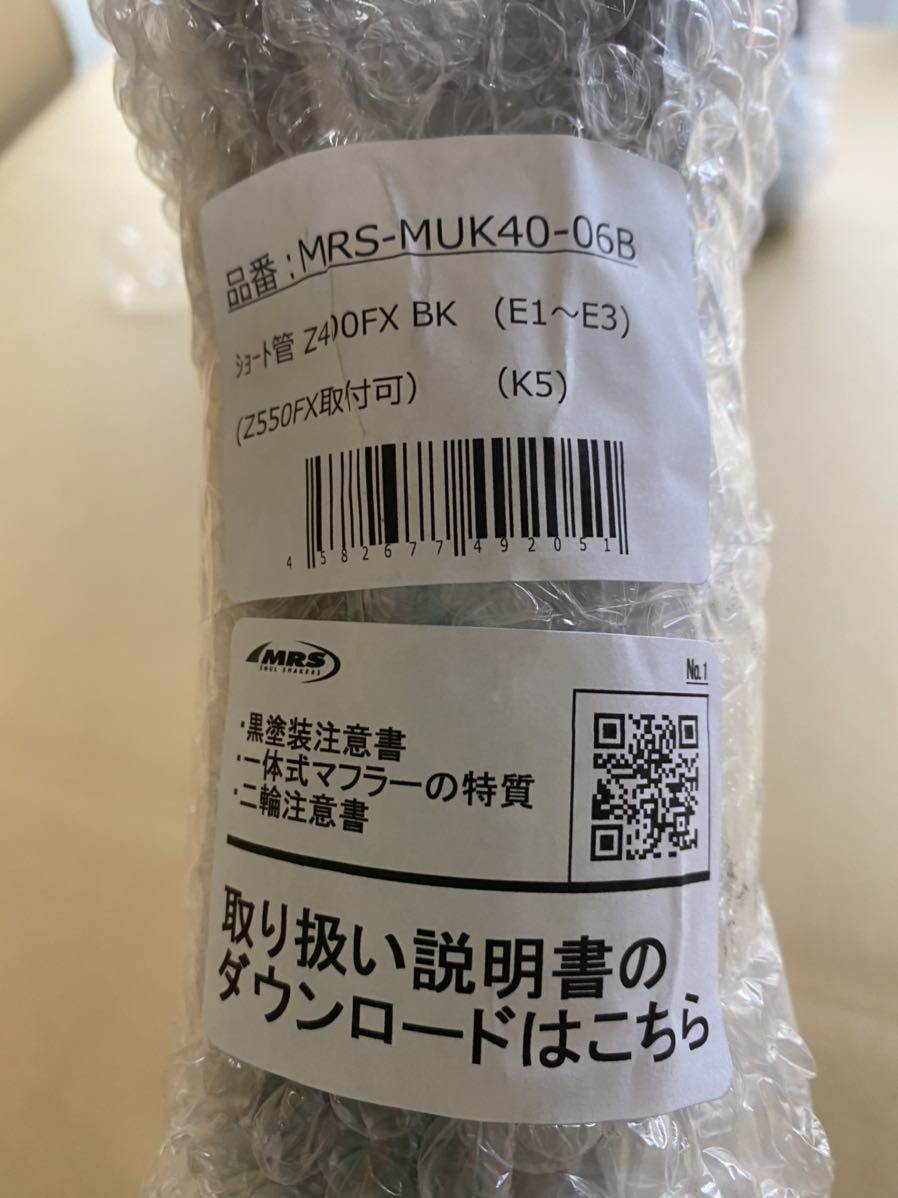 品番:MRS-MUK40-06B
ショート管 Z400FX BK (E1～E3)
(Z550FX取付可) (K5)
4 582677 492051
MRS
SOUL SHAKERS
No.1
・黒塗装注意書
・一体式マフラーの特質
・二輪注意書
取り扱い説明書の
ダウンロードはこちら